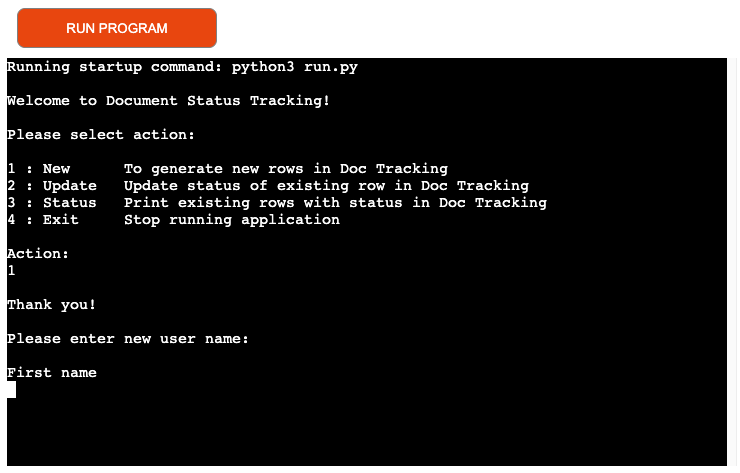 RUN PROGRAM
Running startup command: python3 run.py
Welcome to Document Status Tracking!
Please select action:
1 : New      To generate new rows in Doc Tracking
2 : Update   Update status of existing row in Doc Tracking
3 : Status   Print existing rows with status in Doc Tracking
4 : Exit     Stop running application
Action:
1
Thank you!
Please enter new user name:
First name